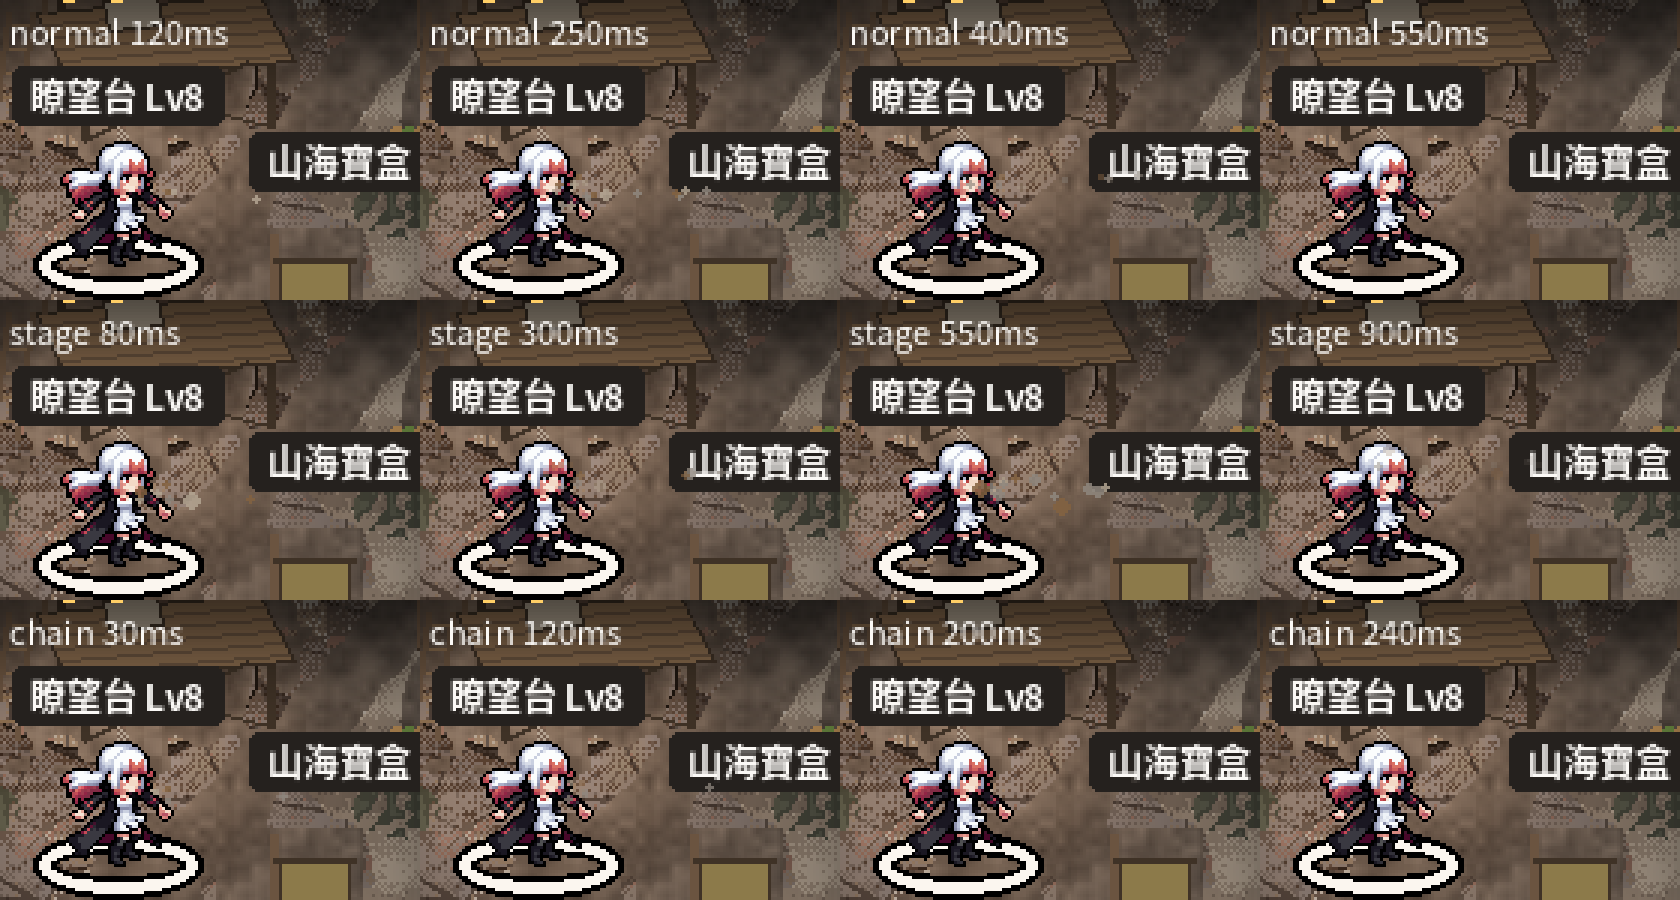 normal 120ms
瞭望台 Lv8
山海寶盒
normal 250ms
瞭望台 Lv8
山海寶盒
normal 400ms
瞭望台 Lv8
山海寶盒
normal 550ms
瞭望台 Lv8
山海寶盒
stage 80ms
瞭望台 Lv8
山海寶盒
stage 300ms
瞭望台 Lv8
山海寶盒
stage 550ms
瞭望台 Lv8
山海寶盒
stage 900ms
瞭望台 Lv8
山海寶盒
chain 30ms
瞭望台 Lv8
山海寶盒
chain 120ms
瞭望台 Lv8
山海寶盒
chain 200ms
瞭望台 Lv8
山海寶盒
chain 240ms
瞭望台 Lv8
山海寶盒